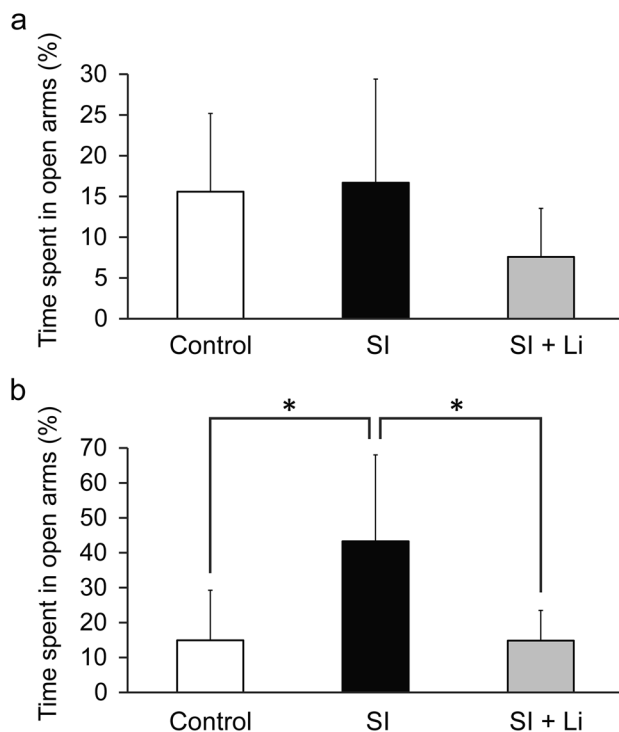 a
Time spent in open arms (%)
30
25
20
15
10
5
0
Control SI SI + Li
b
Time spent in open arms (%)
* *
70
60
50
40
30
20
10
0
Control SI SI + Li